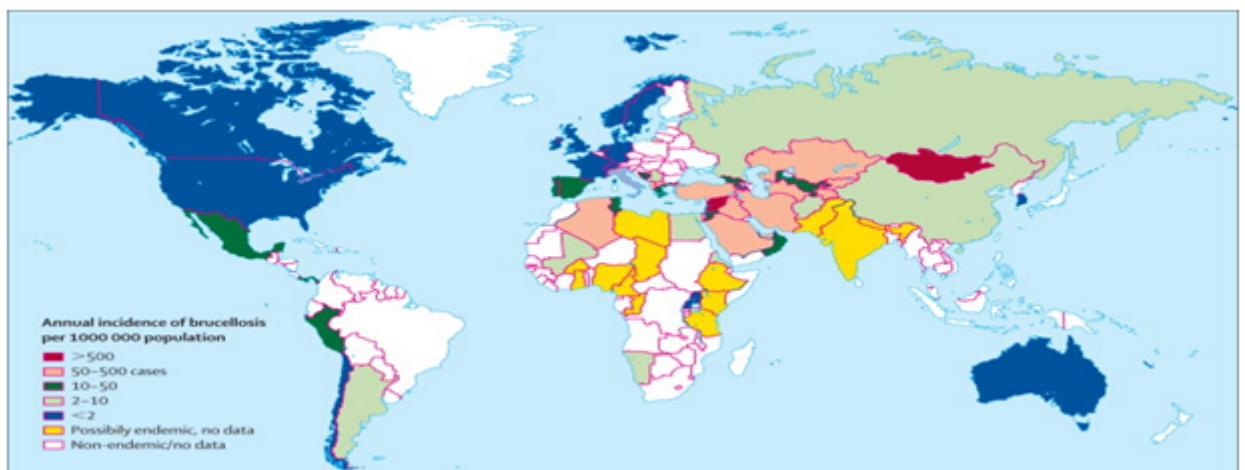 Annual incidence of brucellosis
per 1000 000 population
>500
50–500 cases
10–50
2–10
<2
Possibily endemic, no data
Non-endemic/no data